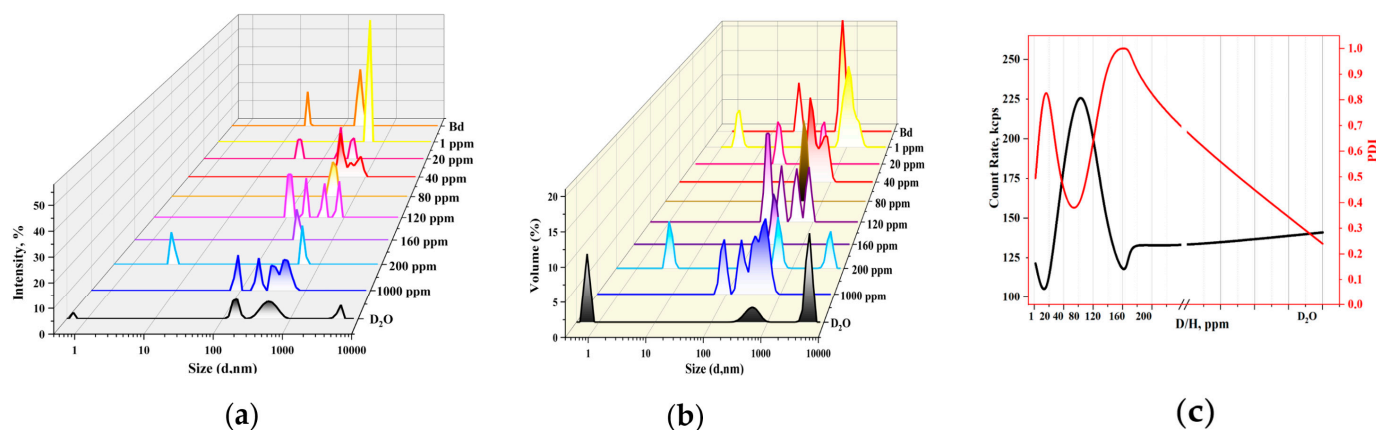 50
40
30
20
10
0
Intensity, %
Bd
1 ppm
20 ppm
40 ppm
80 ppm
120 ppm
160 ppm
200 ppm
1000 ppm
D₂O
1 10 100 1000 10000
Size (d,nm)
(a)
20
15
10
5
0
Volume (%)
Bd
1 ppm
20 ppm
40 ppm
80 ppm
120 ppm
160 ppm
200 ppm
1000 ppm
D₂O
1 10 100 1000 10000
Size (d,nm)
(b)
250
225
200
175
150
125
100
Count Rate, kcps
1.0
0.9
0.8
0.7
0.6
0.5
0.4
0.3
0.2
0.1
0.0
PDI
1 20 40 80 120 160 200 D₂O
D/H, ppm
(c)